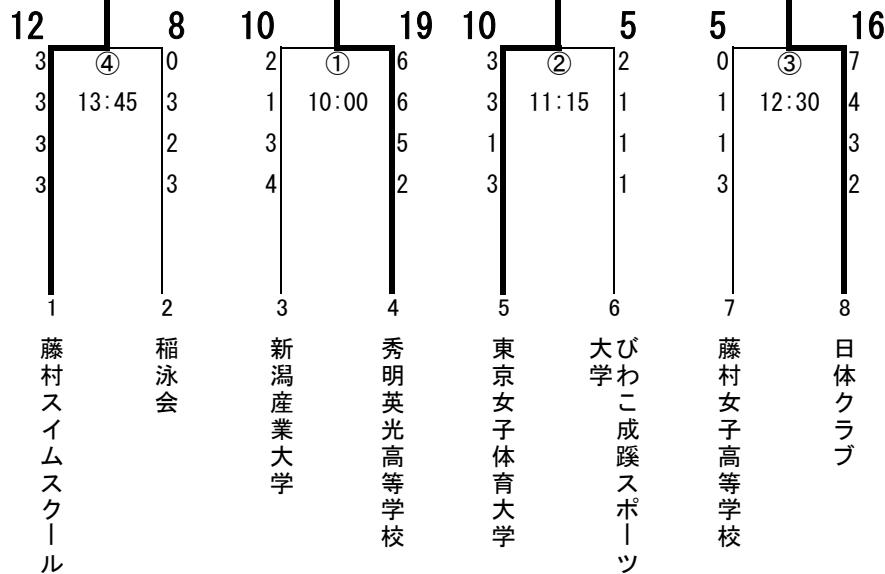 12 8 10 19 10 5 5 16
3 ④ 0 2 ① 6 3 ② 2 0 ③ 7
3 13:45 3 1 10:00 6 3 11:15 1 1 12:30 4
3 2 3 5 1 1 1 3
3 3 4 2 3 1 3 2
1 2 3 4 5 6 7 8
藤村スイムスクール
稲泳会
新潟産業大学
秀明英光高等学校
東京女子体育大学
びわこ成蹊スポーツ
大学
藤村女子高等学校
日体クラブ